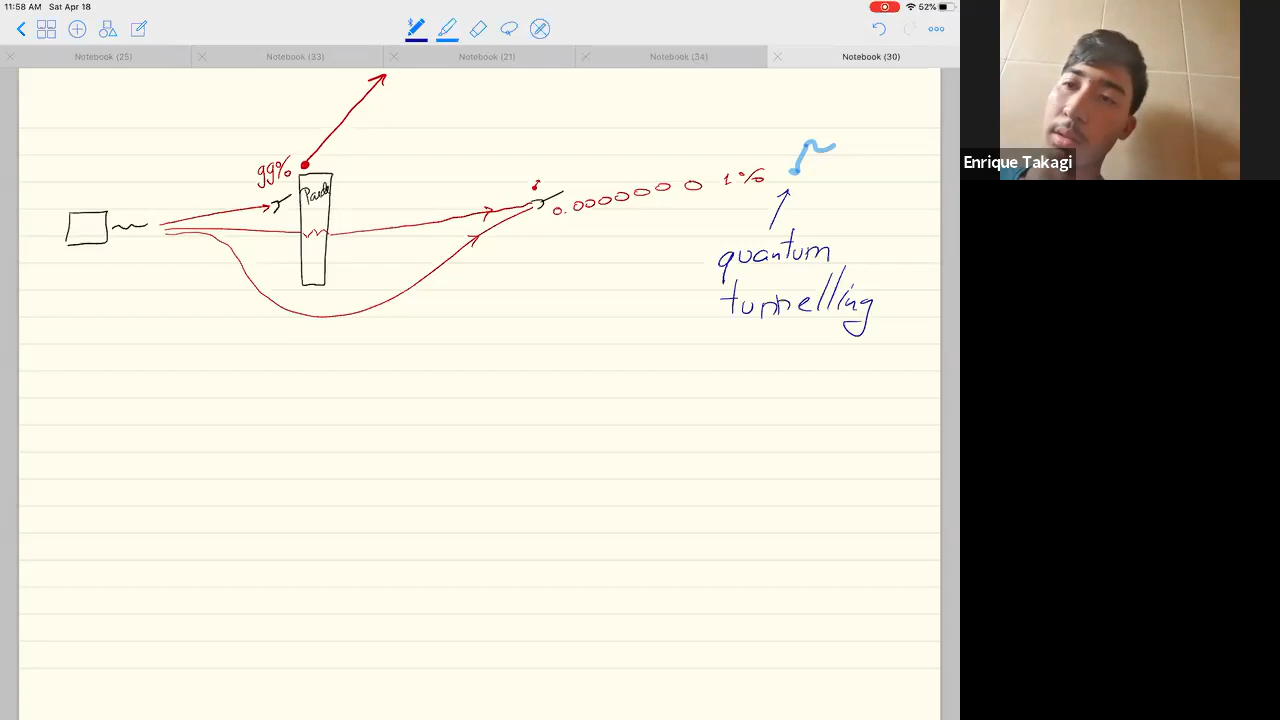 11:58 AM Sat Apr 18
52%
Notebook (25)
Notebook (33)
Notebook (21)
Notebook (34)
Notebook (30)
99%
0.0000000 1%
quantum
tunnelling
Enrique Takagi